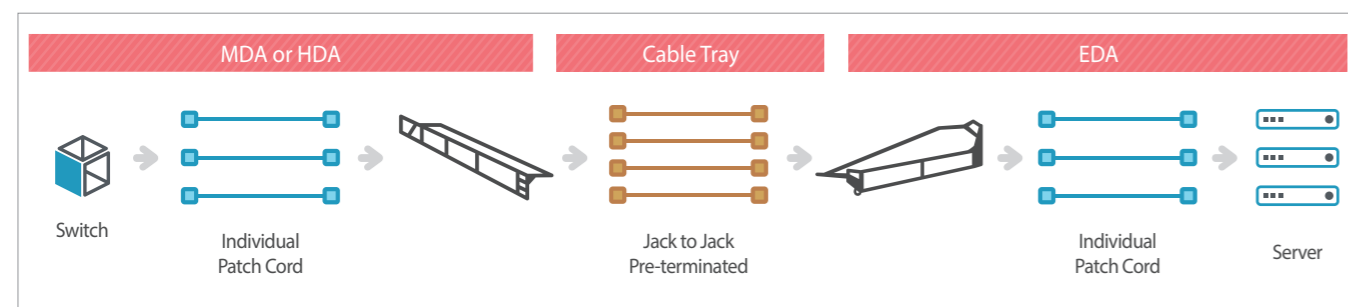 MDA or HDA
Cable Tray
EDA
Switch
Individual
Patch Cord
Jack to Jack
Pre-terminated
Individual
Patch Cord
Server